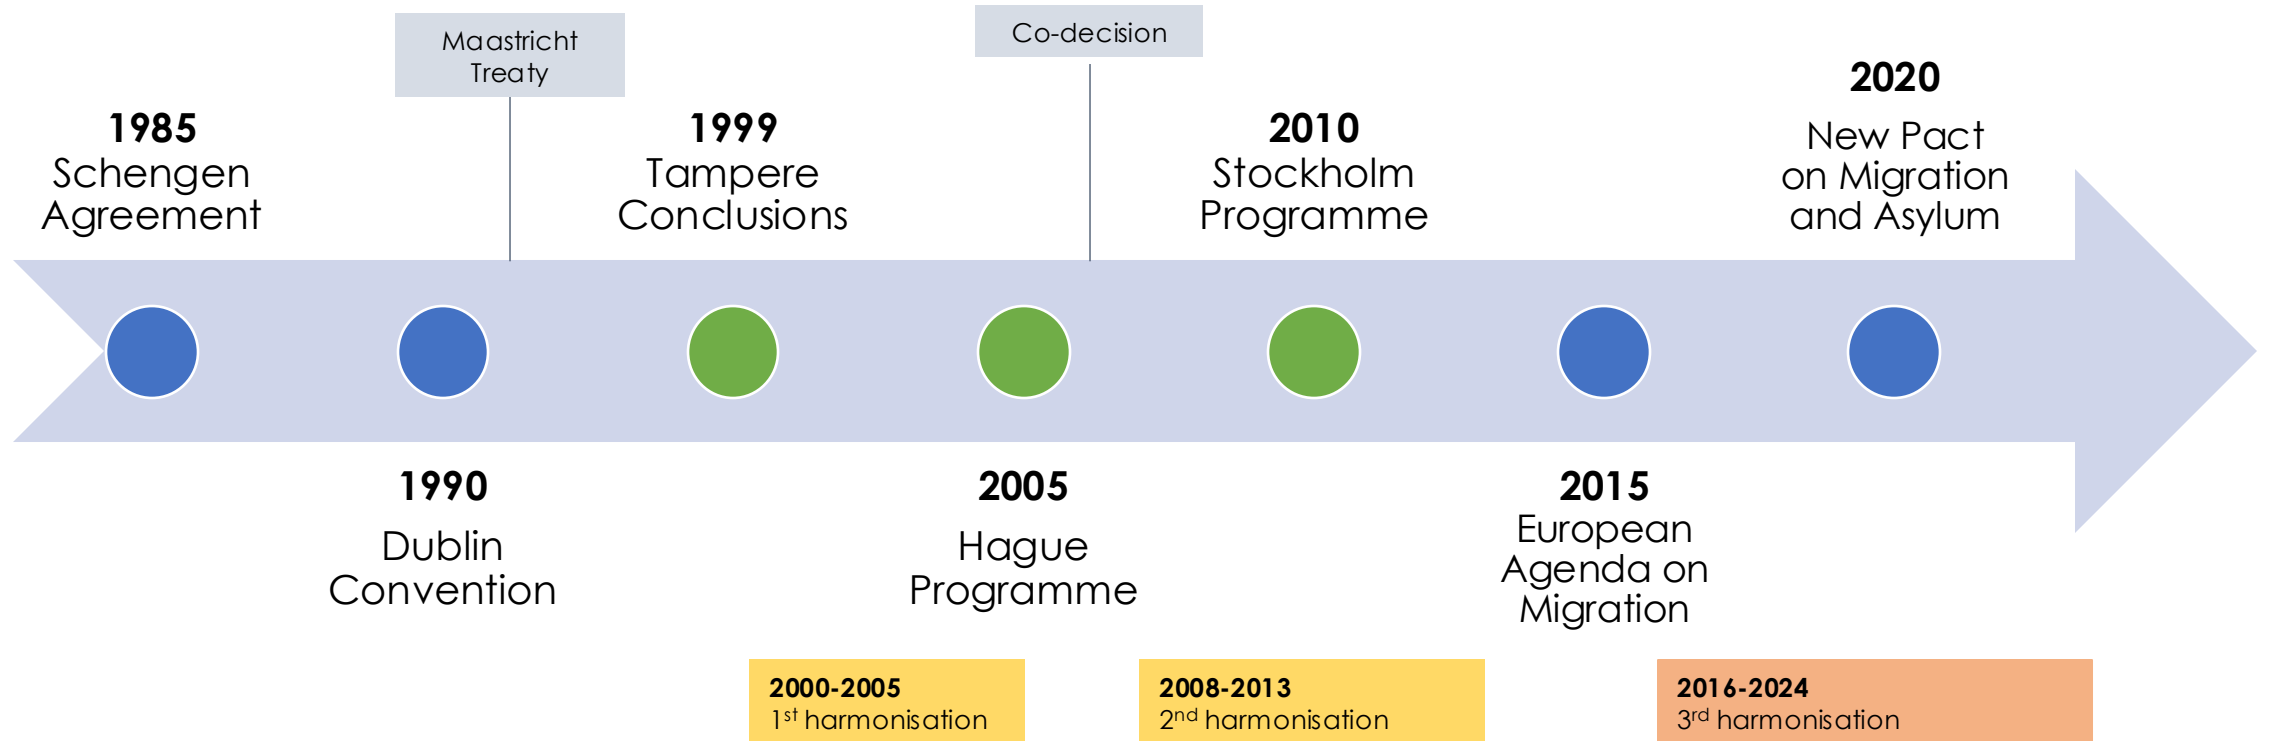 Maastricht
Treaty
Co-decision
1985
Schengen
Agreement
1999
Tampere
Conclusions
2010
Stockholm
Programme
2020
New Pact
on Migration
and Asylum
1990
Dublin
Convention
2005
Hague
Programme
2015
European
Agenda on
Migration
2000-2005
1st harmonisation
2008-2013
2nd harmonisation
2016-2024
3rd harmonisation